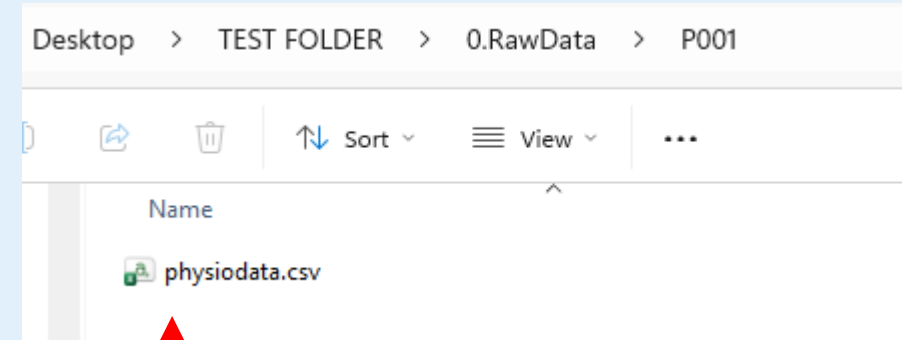 Desktop > TEST FOLDER > 0.RawData > P001
Sort View ...
Name
physiodata.csv